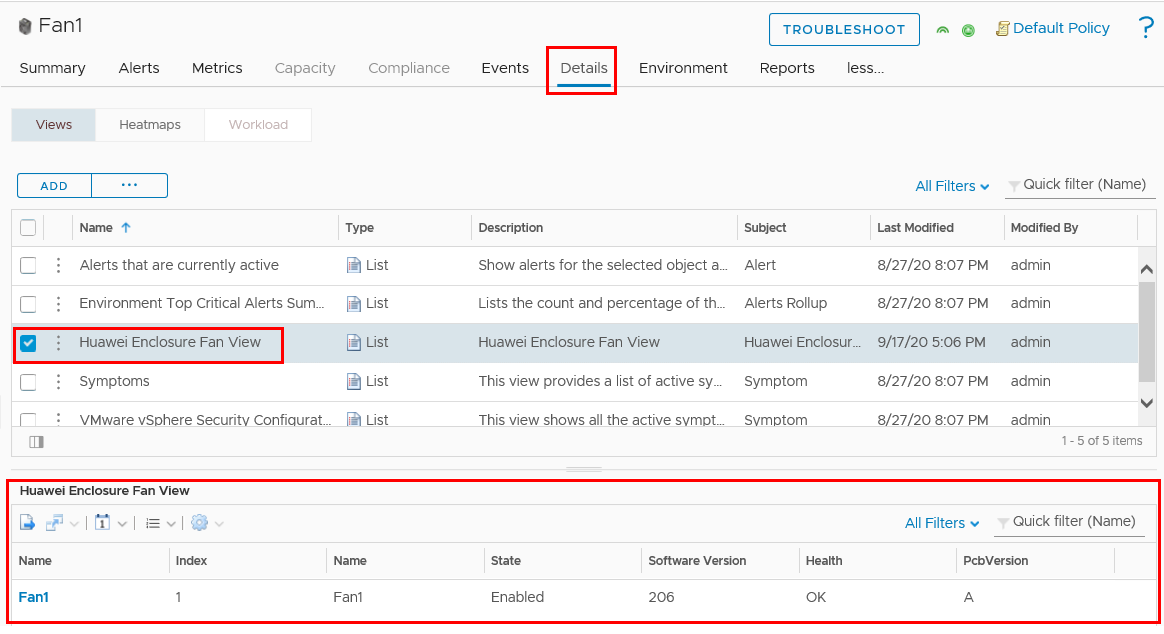 Fan1
TROUBLESHOOT Default Policy ?
Summary Alerts Metrics Capacity Compliance Events Details Environment Reports less...
Views Heatmaps Workload
ADD ...
All Filters Quick filter (Name)
Name Type Description Subject Last Modified Modified By
Alerts that are currently active List Show alerts for the selected object a... Alert 8/27/20 8:07 PM admin
Environment Top Critical Alerts Sum... List Lists the count and percentage of th... Alerts Rollup 8/27/20 8:07 PM admin
Huawei Enclosure Fan View List Huawei Enclosure Fan View Huawei Enclosur... 9/17/20 5:06 PM admin
Symptoms List This view provides a list of active sy... Symptom 8/27/20 8:07 PM admin
VMware vSphere Security Configurat... List This view shows all the active sympt... Symptom 8/27/20 8:07 PM admin
1 - 5 of 5 items
Huawei Enclosure Fan View
1
All Filters Quick filter (Name)
Name Index Name State Software Version Health PcbVersion
Fan1 1 Fan1 Enabled 206 OK A